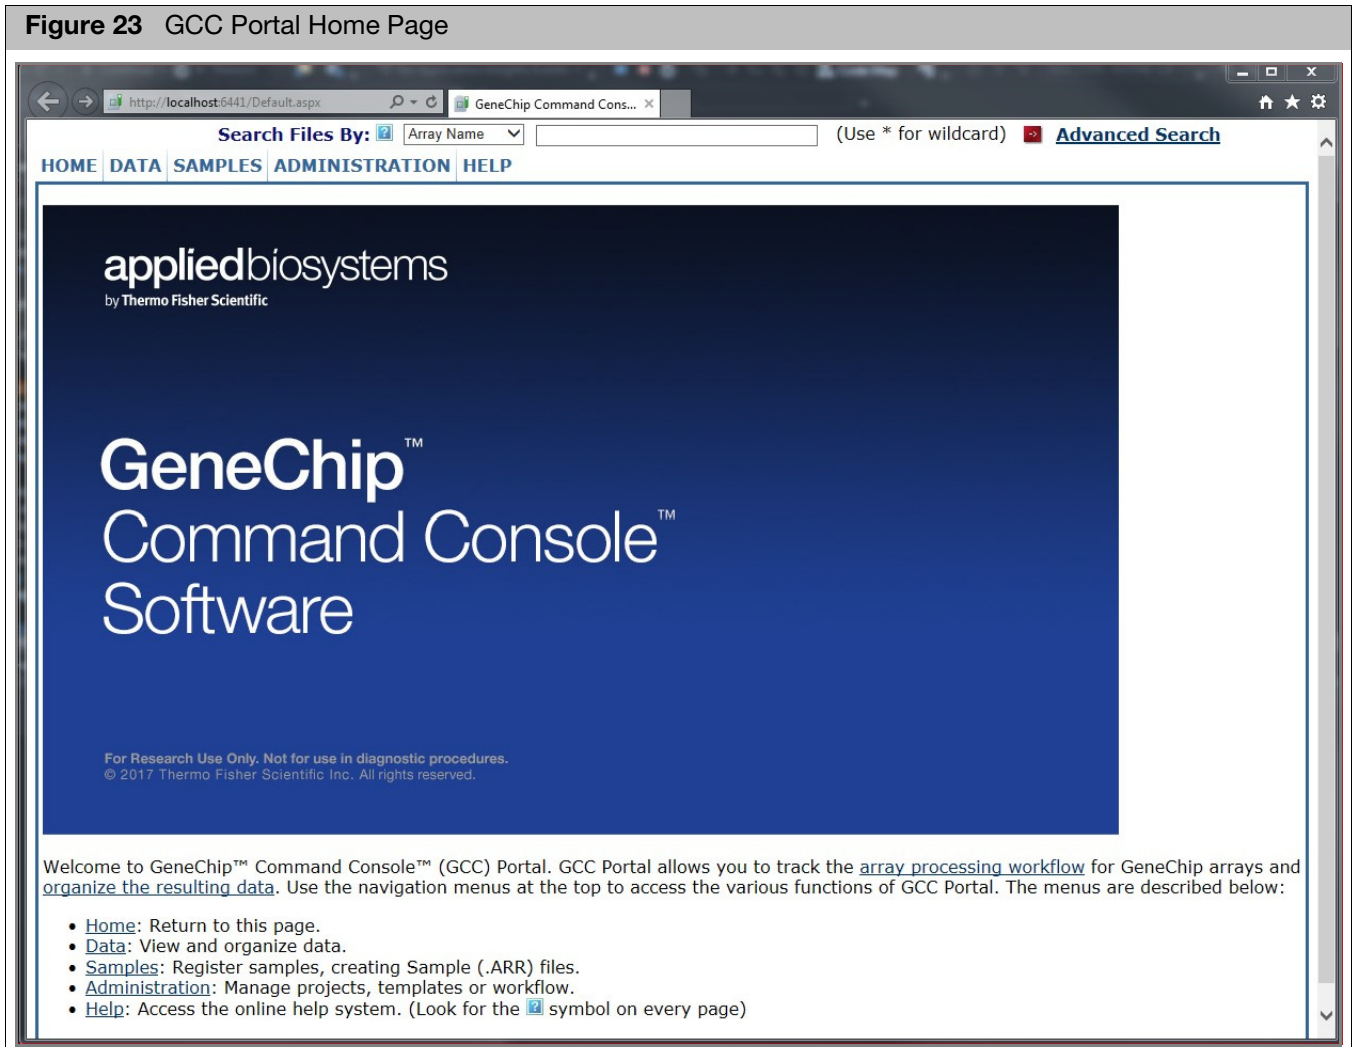 Figure 23 GCC Portal Home Page
http://localhost:6441/Default.aspx
GeneChip Command Cons...
Search Files By: ? Array Name (Use * for wildcard) Advanced Search
HOME DATA SAMPLES ADMINISTRATION HELP
appliedbiosystems
by Thermo Fisher Scientific
GeneChip™
Command Console™
Software
For Research Use Only. Not for use in diagnostic procedures.
© 2017 Thermo Fisher Scientific Inc. All rights reserved.
Welcome to GeneChip™ Command Console™ (GCC) Portal. GCC Portal allows you to track the array processing workflow for GeneChip arrays and
organize the resulting data. Use the navigation menus at the top to access the various functions of GCC Portal. The menus are described below:
• Home: Return to this page.
• Data: View and organize data.
• Samples: Register samples, creating Sample (.ARR) files.
• Administration: Manage projects, templates or workflow.
• Help: Access the online help system. (Look for the ? symbol on every page)